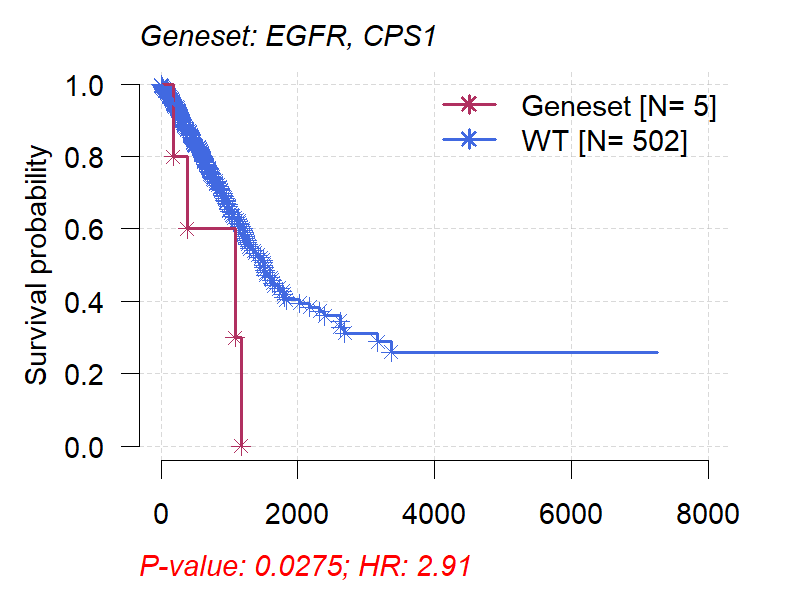 Geneset: EGFR, CPS1
Geneset [N= 5]
WT [N= 502]
Survival probability
1.0
0.8
0.6
0.4
0.2
0.0
0 2000 4000 6000 8000
P-value: 0.0275; HR: 2.91